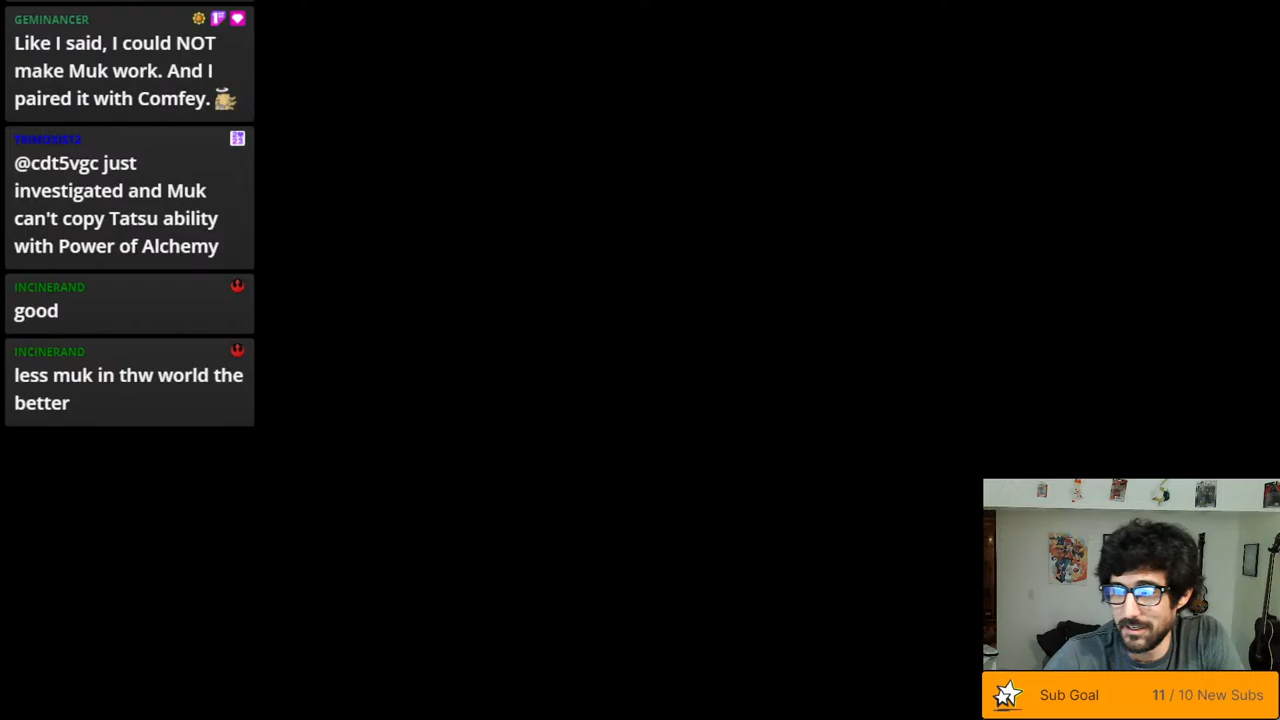 GEMINANCER
Like I said, I could NOT
make Muk work. And I
paired it with Comfey.
@cdt5vgc just
investigated and Muk
can't copy Tatsu ability
with Power of Alchemy
INCINERAND
good
INCINERAND
less muk in thw world the
better
Sub Goal 11 / 10 New Subs